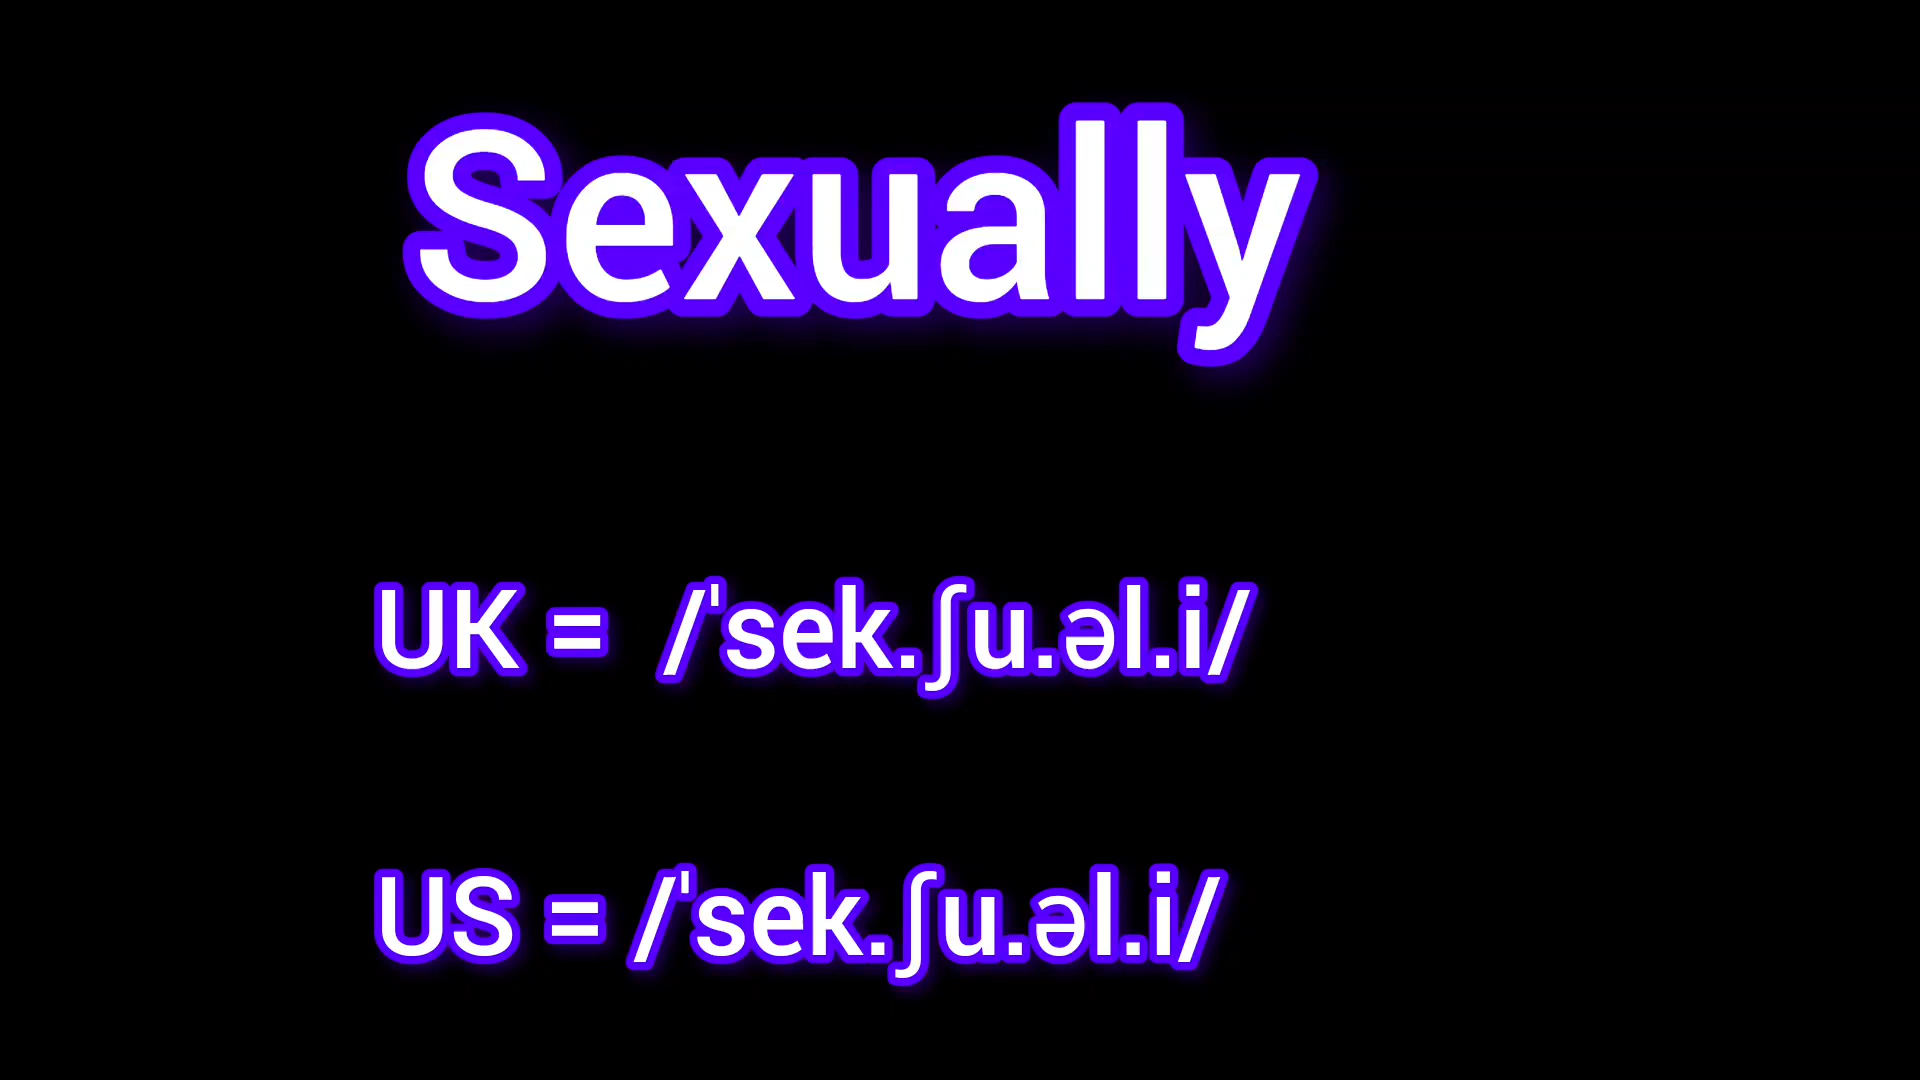 Sexually
UK = /ˈsek.ʃu.əl.i/
US = /ˈsek.ʃu.əl.i/